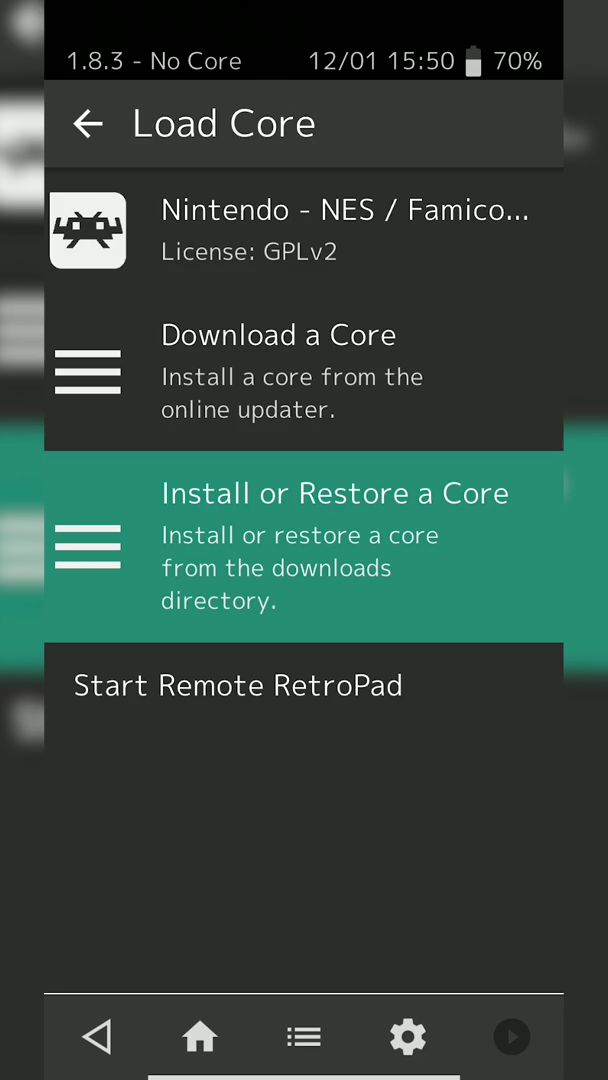 1.8.3 - No Core 12/01 15:50 70%
Load Core
Nintendo - NES / Famico...
License: GPLv2
Download a Core
Install a core from the
online updater.
Install or Restore a Core
Install or restore a core
from the downloads
directory.
Start Remote RetroPad